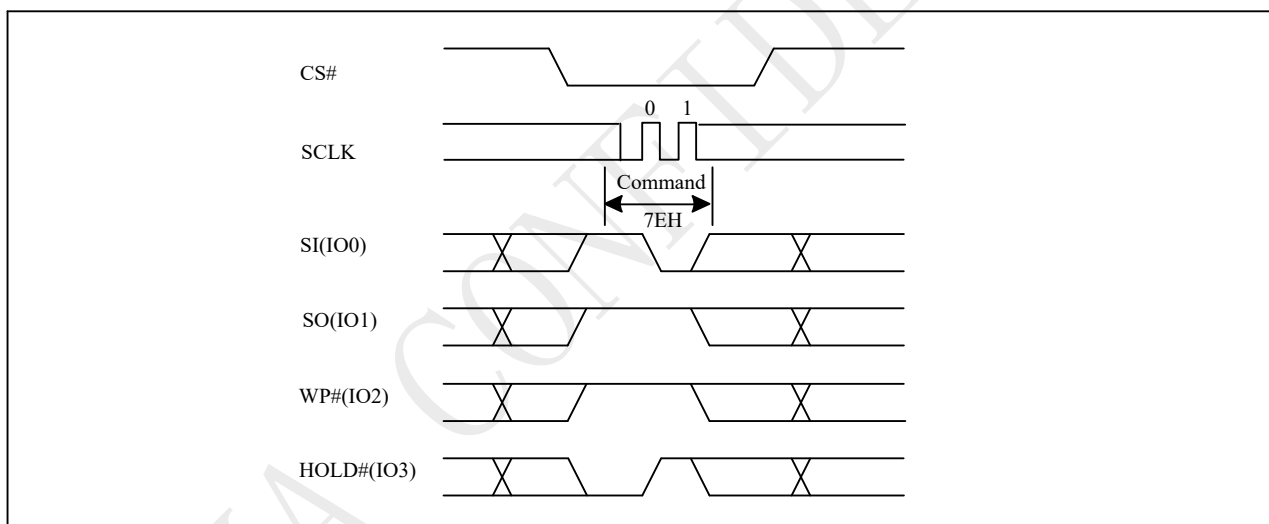 CS#
0 1
SCLK
Command
7EH
SI(IO0)
SO(IO1)
WP#(IO2)
HOLD#(IO3)